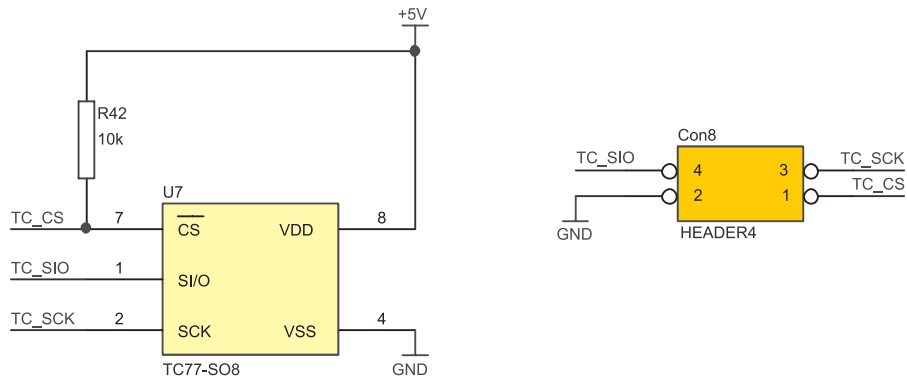 +5V
R42
10k
U7
TC_CS 7 CS VDD 8
TC_SIO 1 SI/O
TC_SCK 2 SCK VSS 4
TC77-SO8
GND
Con8
TC_SIO 4 3 TC_SCK
2 1 TC_CS
GND
HEADER4